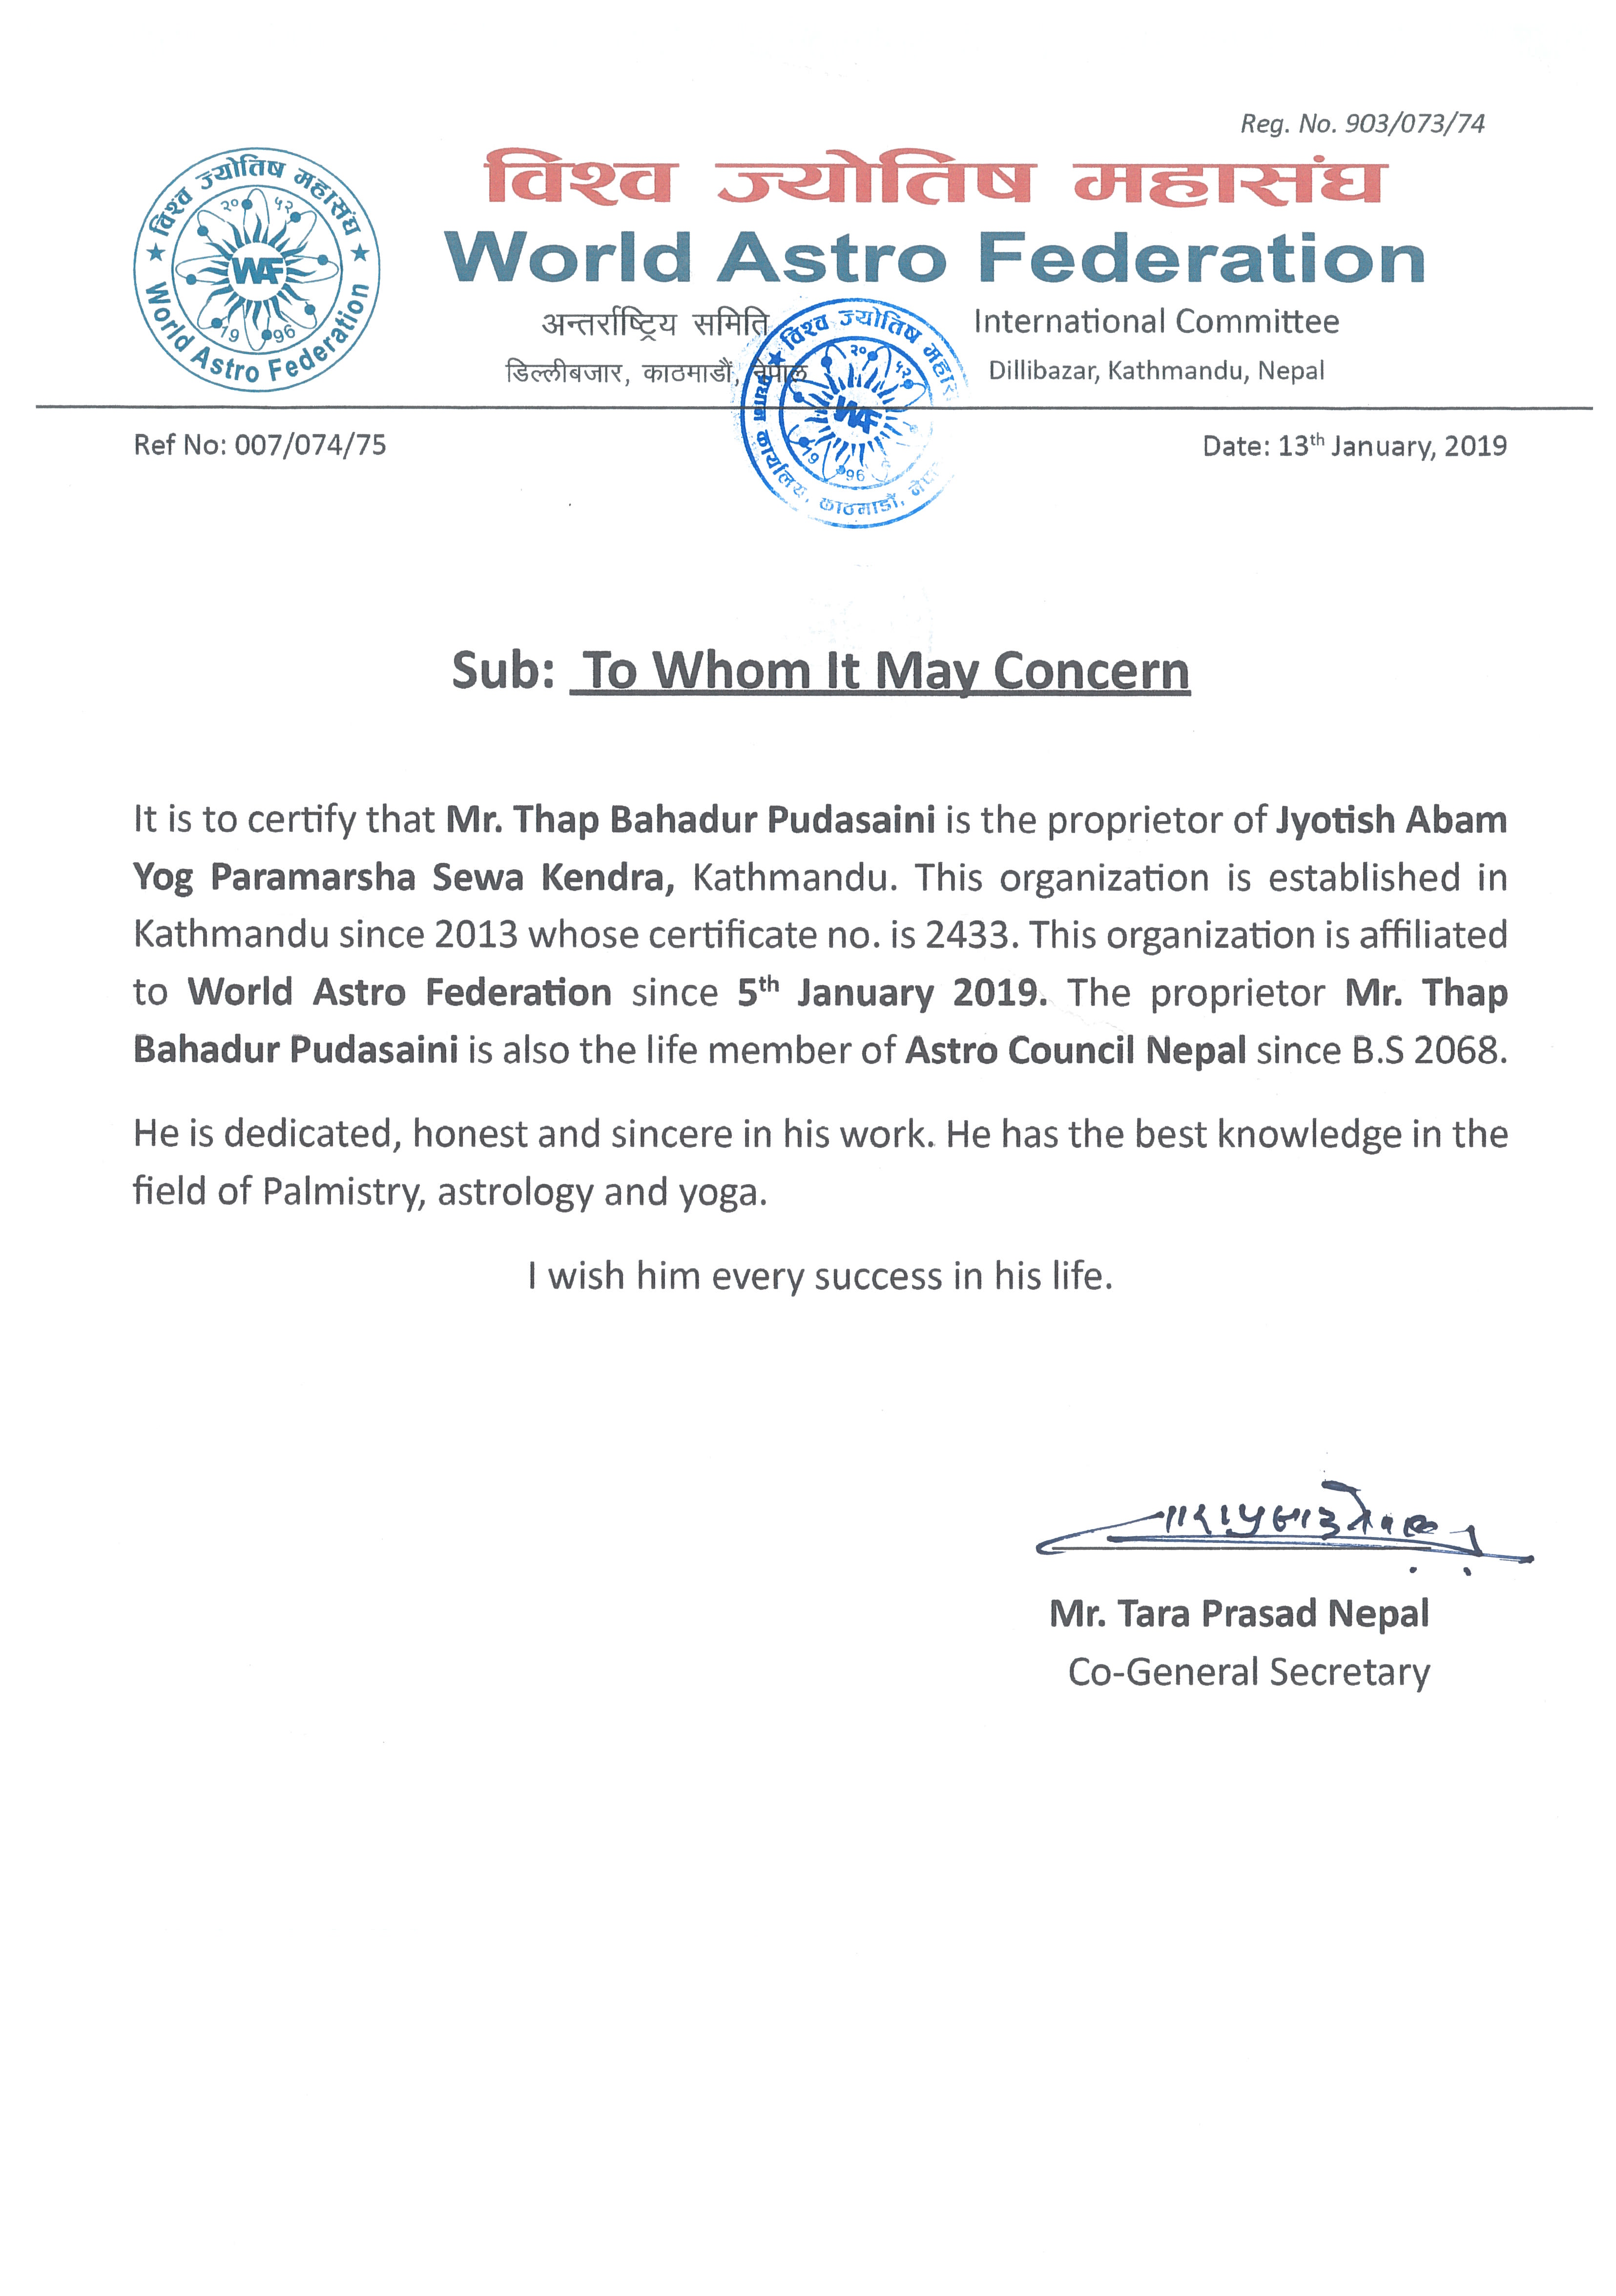 Reg. No. 903/073/74
विश्व ज्योतिष महासंघ
World Astro Federation
विश्व ज्योतिष महासंघ
२० ५२
WAF
19 96
World Astro Federation
अन्तर्राष्ट्रिय समिति
International Committee
डिल्लीबजार, काठमाडौं, नेपाल
Dillibazar, Kathmandu, Nepal
विश्व ज्योतिष
२० ५२
WAF
19 96
कार्यालय, काठमाडौं,
Ref No: 007/074/75
Date: 13th January, 2019
Sub: To Whom It May Concern
It is to certify that Mr. Thap Bahadur Pudasaini is the proprietor of Jyotish Abam
Yog Paramarsha Sewa Kendra, Kathmandu. This organization is established in
Kathmandu since 2013 whose certificate no. is 2433. This organization is affiliated
to World Astro Federation since 5th January 2019. The proprietor Mr. Thap
Bahadur Pudasaini is also the life member of Astro Council Nepal since B.S 2068.
He is dedicated, honest and sincere in his work. He has the best knowledge in the
field of Palmistry, astrology and yoga.
I wish him every success in his life.
Mr. Tara Prasad Nepal
Co-General Secretary